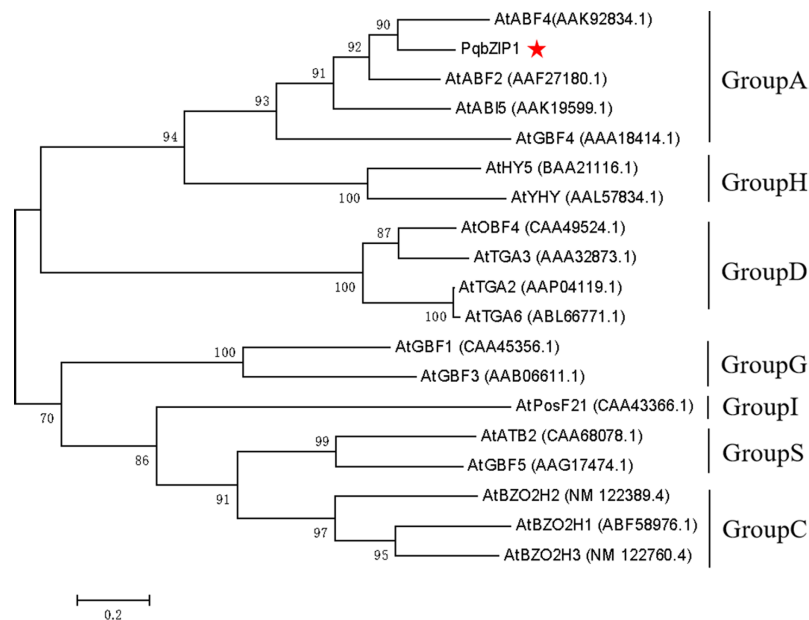 90
AtABF4(AAK92834.1)
PqbZIP1
92
AtABF2 (AAF27180.1)
GroupA
91
AtABI5 (AAK19599.1)
93
AtGBF4 (AAA18414.1)
94
AtHY5 (BAA21116.1)
GroupH
100
AtYHY (AAL57834.1)
AtOBF4 (CAA49524.1)
87
AtTGA3 (AAA32873.1)
GroupD
100
AtTGA2 (AAP04119.1)
100
AtTGA6 (ABL66771.1)
AtGBF1 (CAA45356.1)
100
GroupG
AtGBF3 (AAB06611.1)
70
AtPosF21 (CAA43366.1)
GroupI
AtATB2 (CAA68078.1)
99
GroupS
86
AtGBF5 (AAG17474.1)
91
AtBZO2H2 (NM 122389.4)
97
AtBZO2H1 (ABF58976.1)
GroupC
95
AtBZO2H3 (NM 122760.4)
0.2